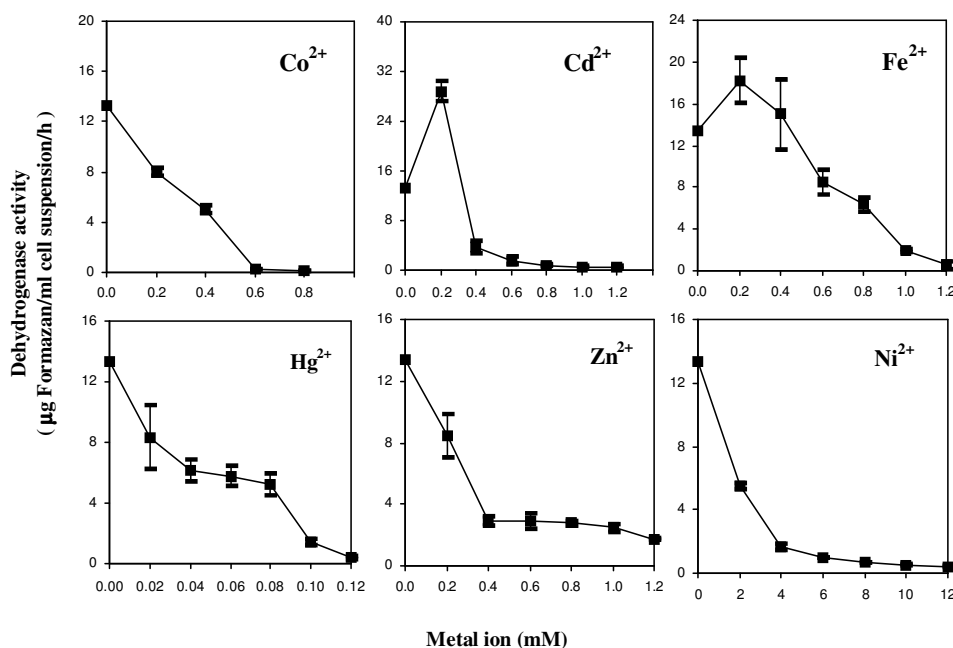 Dehydrogenase activity
( µg Formazan/ml cell suspension/h )
Co2+
16
12
8
4
0
0.0 0.2 0.4 0.6 0.8
Cd2+
40
32
24
16
8
0
0.0 0.2 0.4 0.6 0.8 1.0 1.2
Fe2+
24
20
16
12
8
4
0
0.0 0.2 0.4 0.6 0.8 1.0 1.2
Hg2+
16
12
8
4
0
0.00 0.02 0.04 0.06 0.08 0.10 0.12
Zn2+
16
12
8
4
0
0.0 0.2 0.4 0.6 0.8 1.0 1.2
Ni2+
16
12
8
4
0
0 2 4 6 8 10 12
Metal ion (mM)